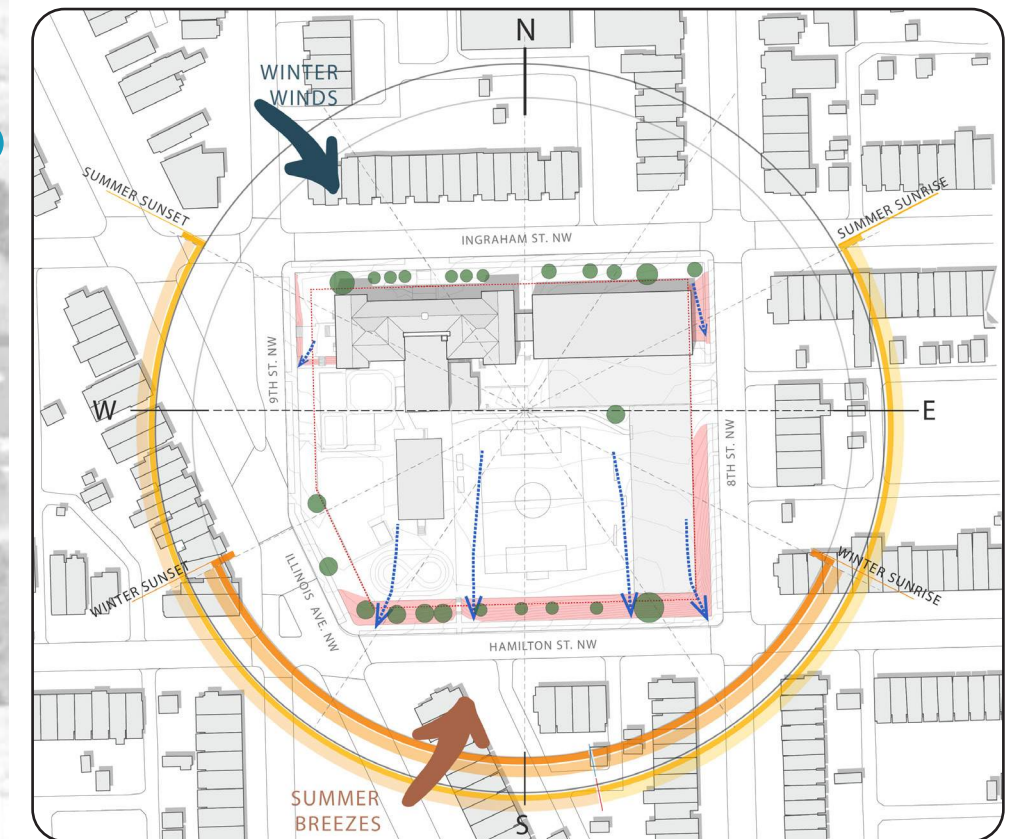 N
WINTER
WINDS
SUMMER SUNSET
SUMMER SUNRISE
INGRAHAM ST. NW
9TH ST. NW
W
E
8TH ST. NW
ILLINOIS AVE. NW
WINTER SUNSET
WINTER SUNRISE
HAMILTON ST. NW
SUMMER
BREEZES
S